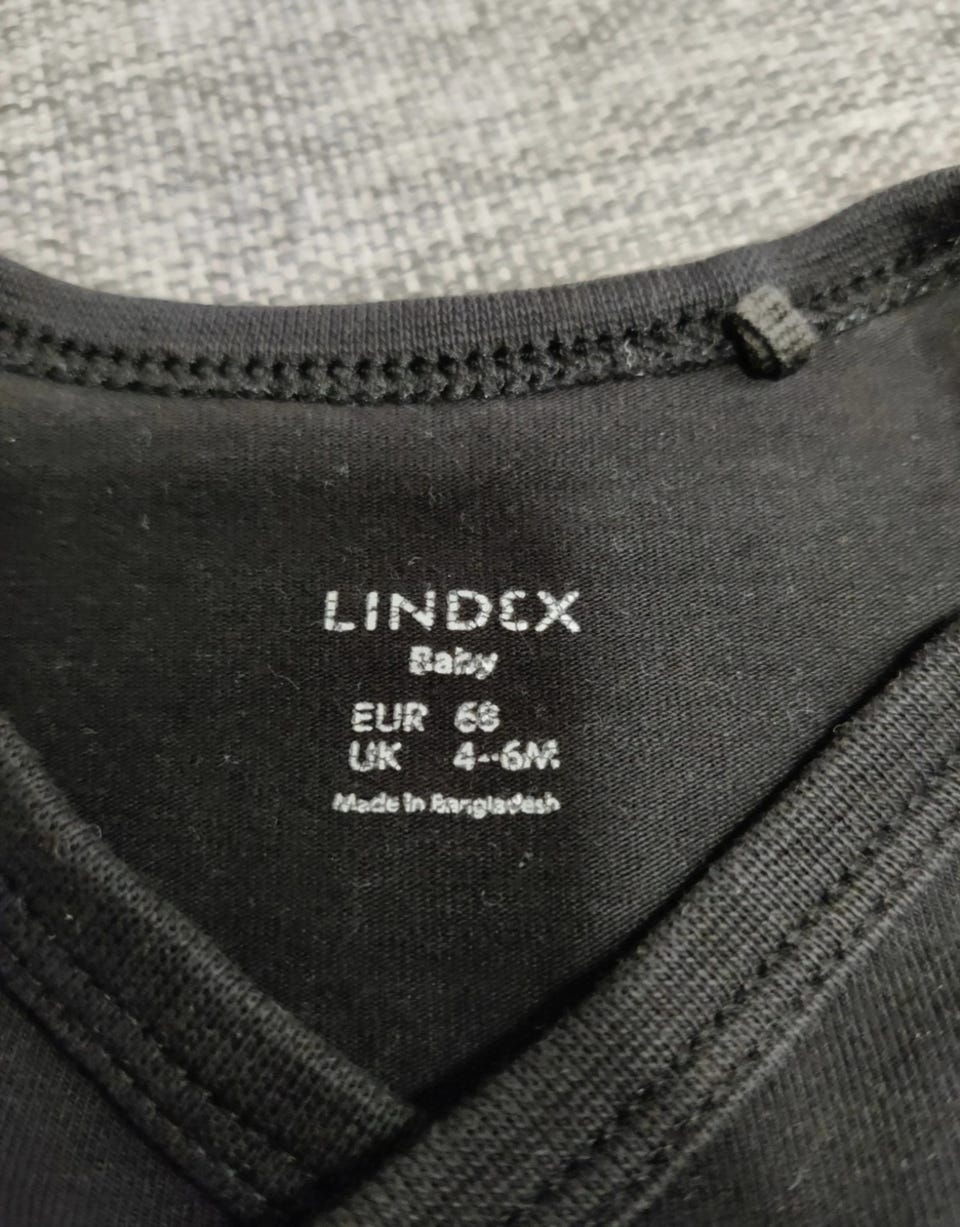 LINDEX
Baby
EUR 68
UK 4-6M
Made in Bangladesh